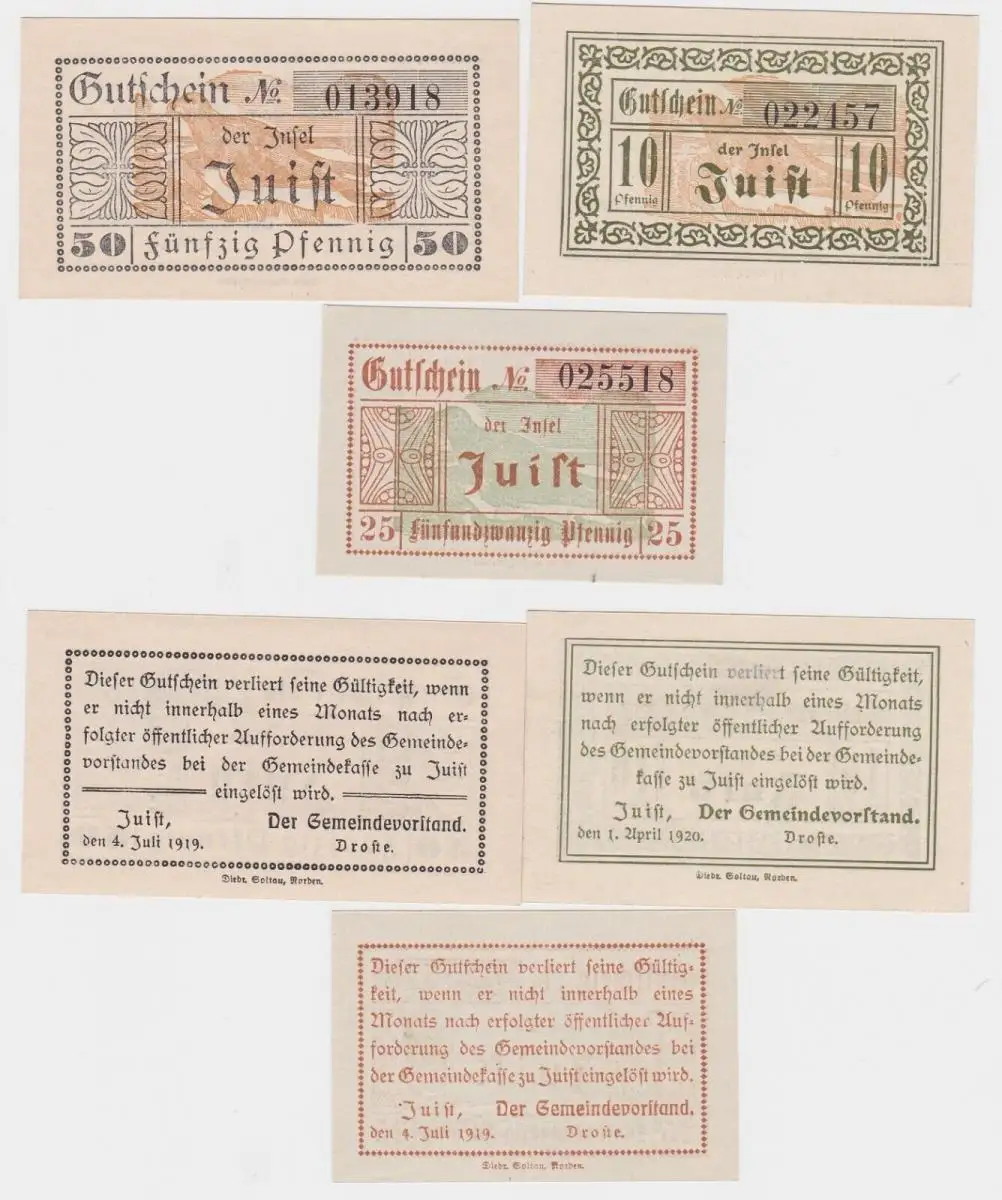 Gutschein No. 013918
der Insel
Juist
50 Fünfzig Pfennig 50
Gutschein No. 022457
10 Pfennig der Insel 10 Pfennig
Juist
Gutschein No. 025518
der Insel
Juist
25 Fünfundzwanzig Pfennig 25
Dieser Gutschein verliert seine Gültigkeit, wenn
er nicht innerhalb eines Monats nach er-
folgter öffentlicher Aufforderung des Gemeinde-
vorstandes bei der Gemeindekasse zu Juist
eingelöst wird.
Juist, Der Gemeindevorstand.
den 4. Juli 1919. Droste.
Diedr. Soltau, Norden.
Dieser Gutschein verliert seine Gültigkeit,
wenn er nicht innerhalb eines Monats
nach erfolgter öffentlicher Aufforderung
des Gemeindevorstandes bei der Gemeinde-
kasse zu Juist eingelöst wird.
Juist, Der Gemeindevorstand.
den 1. April 1920. Droste.
Diedr. Soltau, Norden.
Dieser Gutschein verliert seine Gültig-
keit, wenn er nicht innerhalb eines
Monats nach erfolgter öffentlicher Auf-
forderung des Gemeindevorstandes bei
der Gemeindekasse zu Juist eingelöst wird.
Juist, Der Gemeindevorstand.
den 4. Juli 1919. Droste.
Diedr. Soltau, Norden.